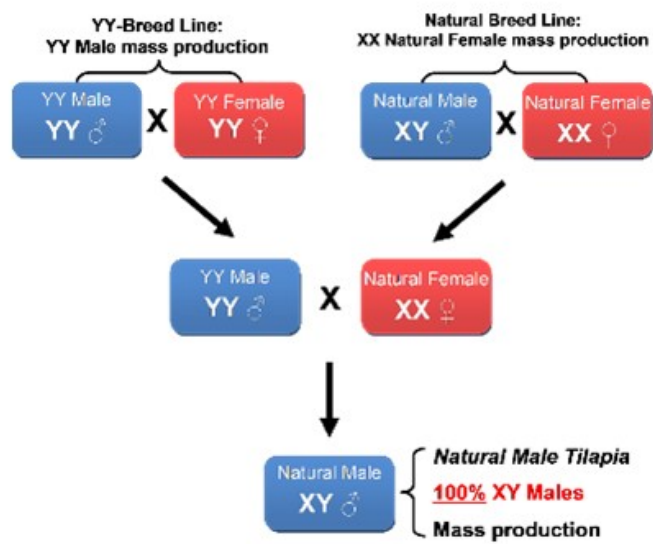 YY-Breed Line:
YY Male mass production
Natural Breed Line:
XX Natural Female mass production
YY Male
YY ♂
X
YY Female
YY ♀
Natural Male
XY ♂
X
Natural Female
XX ♀
YY Male
YY ♂
X
Natural Female
XX ♀
Natural Male
XY ♂
Natural Male Tilapia
100% XY Males
Mass production